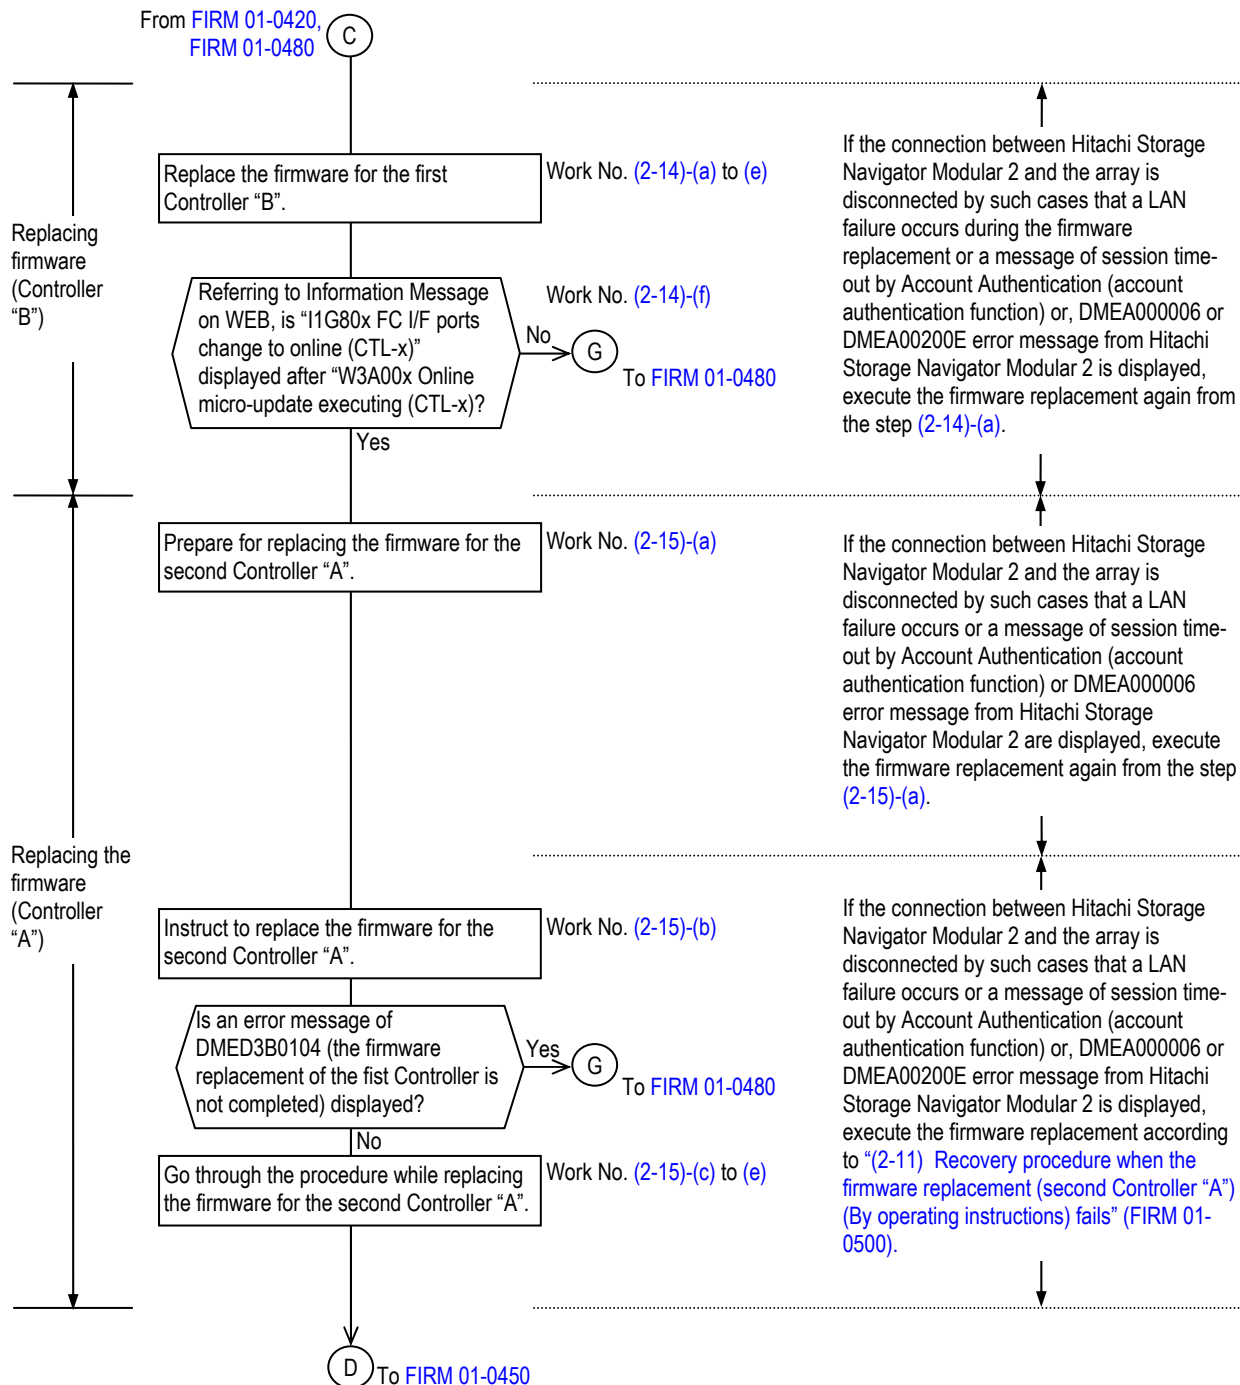 From FIRM 01-0420,
FIRM 01-0480
C
Replacing
firmware
(Controller
“B”)
Replace the firmware for the first
Controller “B”.
Work No. (2-14)-(a) to (e)
Referring to Information Message
on WEB, is “I1G80x FC I/F ports
change to online (CTL-x)”
displayed after “W3A00x Online
micro-update executing (CTL-x)?
Work No. (2-14)-(f)
No
G
To FIRM 01-0480
Yes
If the connection between Hitachi Storage
Navigator Modular 2 and the array is
disconnected by such cases that a LAN
failure occurs during the firmware
replacement or a message of session time-
out by Account Authentication (account
authentication function) or, DMEA000006 or
DMEA00200E error message from Hitachi
Storage Navigator Modular 2 is displayed,
execute the firmware replacement again from
the step (2-14)-(a).
Replacing the
firmware
(Controller
“A”)
Prepare for replacing the firmware for the
second Controller “A”.
Work No. (2-15)-(a)
If the connection between Hitachi Storage
Navigator Modular 2 and the array is
disconnected by such cases that a LAN
failure occurs or a message of session time-
out by Account Authentication (account
authentication function) or DMEA000006
error message from Hitachi Storage
Navigator Modular 2 are displayed, execute
the firmware replacement again from the step
(2-15)-(a).
Instruct to replace the firmware for the
second Controller “A”.
Work No. (2-15)-(b)
Is an error message of
DMED3B0104 (the firmware
replacement of the fist Controller is
not completed) displayed?
Yes
G
To FIRM 01-0480
No
Go through the procedure while replacing
the firmware for the second Controller “A”.
Work No. (2-15)-(c) to (e)
If the connection between Hitachi Storage
Navigator Modular 2 and the array is
disconnected by such cases that a LAN
failure occurs or a message of session time-
out by Account Authentication (account
authentication function) or, DMEA000006 or
DMEA00200E error message from Hitachi
Storage Navigator Modular 2 is displayed,
execute the firmware replacement according
to “(2-11) Recovery procedure when the
firmware replacement (second Controller “A”)
(By operating instructions) fails” (FIRM 01-
0500).
D
To FIRM 01-0450